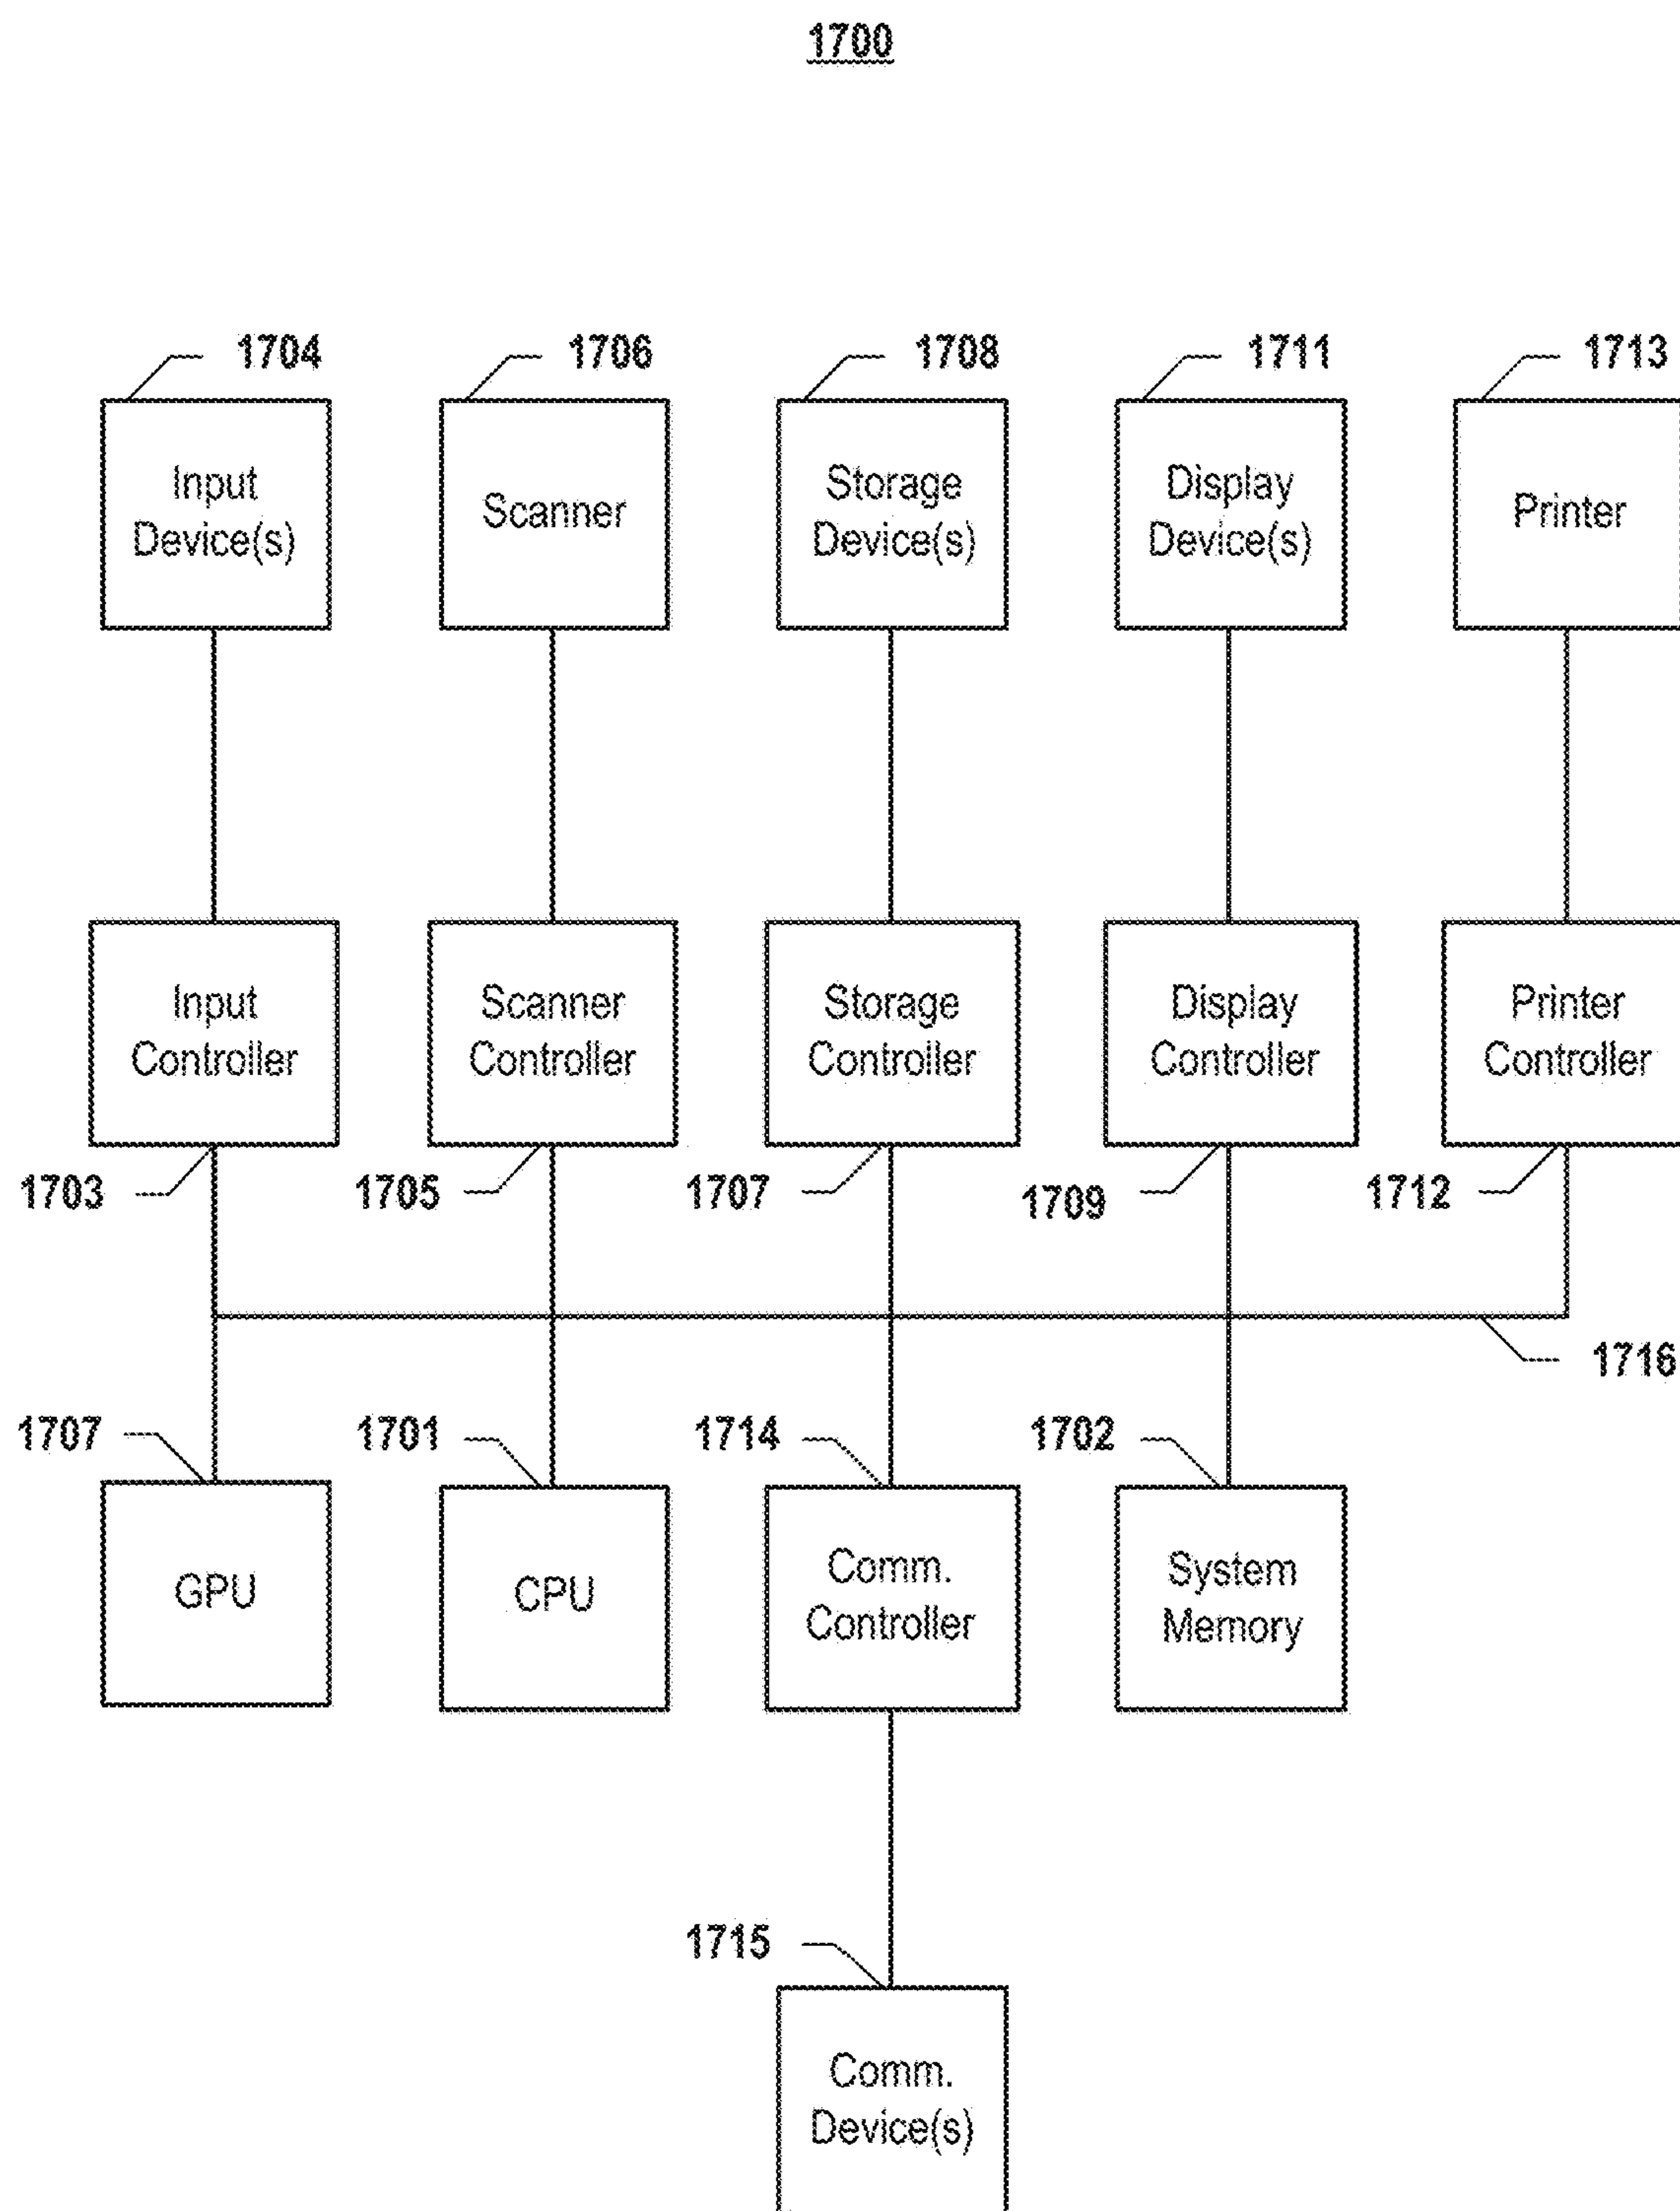 1700
1704
1706
1708
1711
1713
Input
Device(s)
Scanner
Storage
Device(s)
Display
Device(s)
Printer
Input
Controller
Scanner
Controller
Storage
Controller
Display
Controller
Printer
Controller
1703
1705
1707
1709
1712
1716
1707
1701
1714
1702
GPU
CPU
Comm.
Controller
System
Memory
1715
Comm.
Device(s)